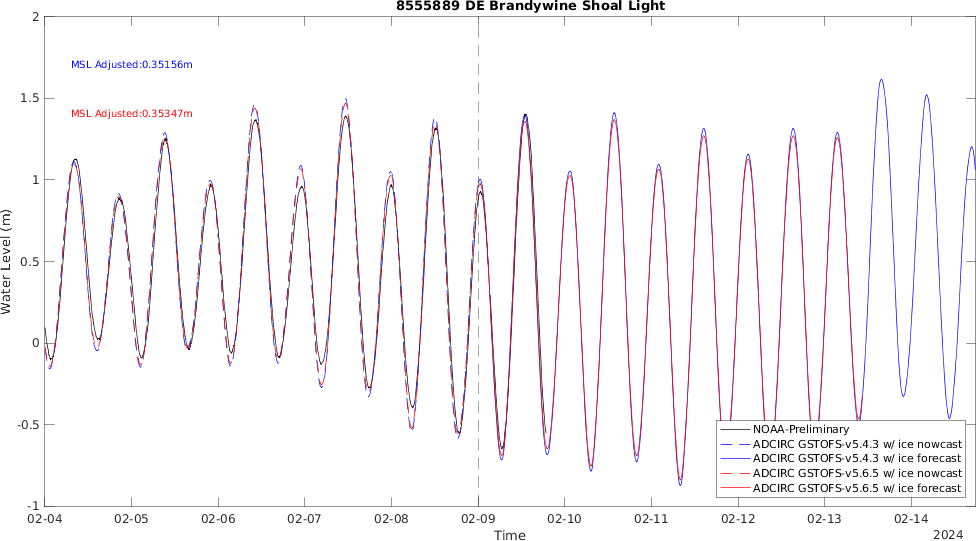 8555889 DE Brandywine Shoal Light
2
1.5
1
0.5
0
-0.5
-1
Water Level (m)
MSL Adjusted:0.35156m
MSL Adjusted:0.35347m
NOAA-Preliminary
ADCIRC GSTOFS-v5.4.3 w/ ice nowcast
ADCIRC GSTOFS-v5.4.3 w/ ice forecast
ADCIRC GSTOFS-v5.6.5 w/ ice nowcast
ADCIRC GSTOFS-v5.6.5 w/ ice forecast
02-04 02-05 02-06 02-07 02-08 02-09 02-10 02-11 02-12 02-13 02-14
Time
2024